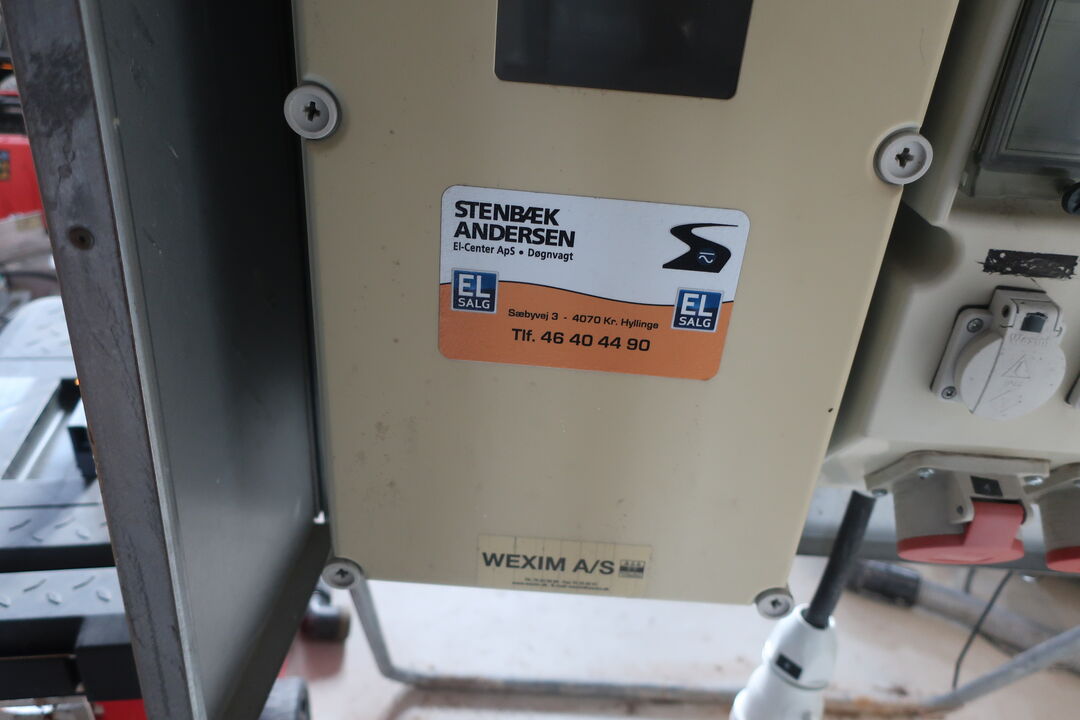 STENBÆK
ANDERSEN
El-Center ApS • Døgnvagt
EL
SALG
EL
SALG
Sæbyvej 3 - 4070 Kr. Hyllinge
Tlf. 46 40 44 90
Wexim
WEXIM A/S